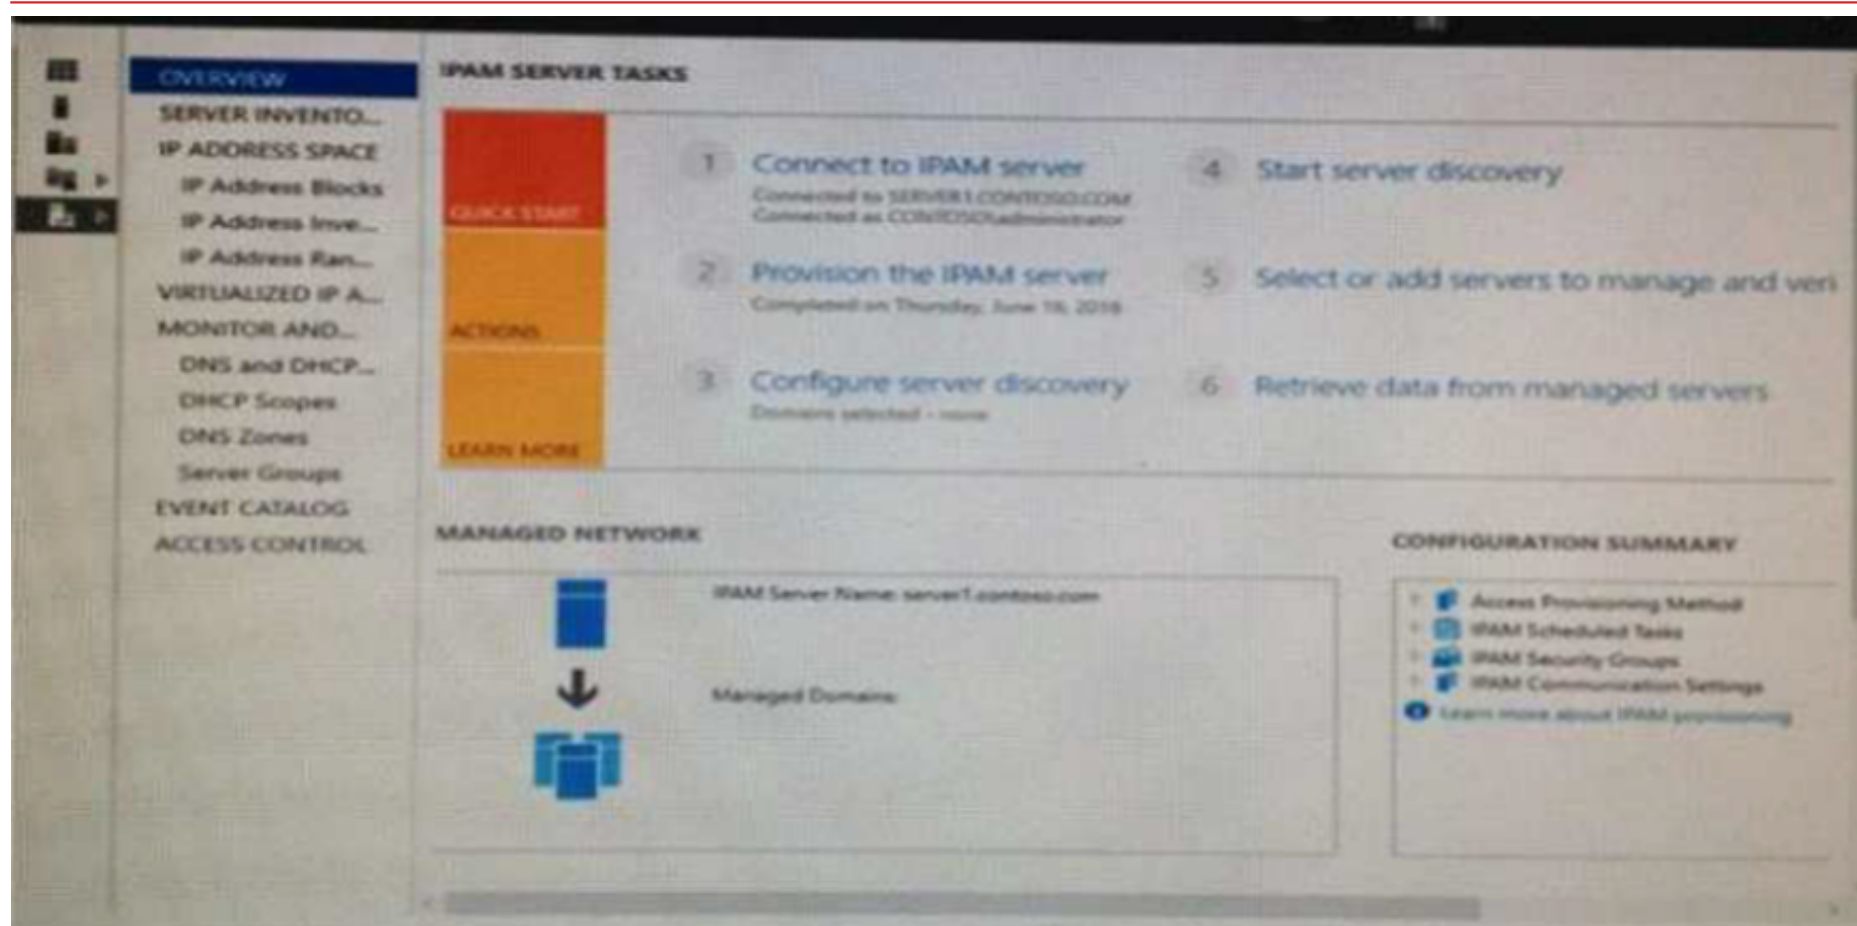 OVERVIEW
SERVER INVENTO...
IP ADDRESS SPACE
IP Address Blocks
IP Address Inve...
IP Address Ran...
VIRTUALIZED IP A...
MONITOR AND...
DNS and DHCP...
DHCP Scopes
DNS Zones
Server Groups
EVENT CATALOG
ACCESS CONTROL
IPAM SERVER TASKS
QUICK START
ACTIONS
LEARN MORE
1 Connect to IPAM server
Connected to SERVER1.CONTOSO.COM
Connected as CONTOSO\administrator
2 Provision the IPAM server
Completed on Thursday, June 16, 2016
3 Configure server discovery
Domains selected - none
4 Start server discovery
5 Select or add servers to manage and veri
6 Retrieve data from managed servers
MANAGED NETWORK
IPAM Server Name: server1.contoso.com
Managed Domains:
CONFIGURATION SUMMARY
Access Provisioning Method
IPAM Scheduled Tasks
IPAM Security Groups
IPAM Communication Settings
Learn more about IPAM provisioning